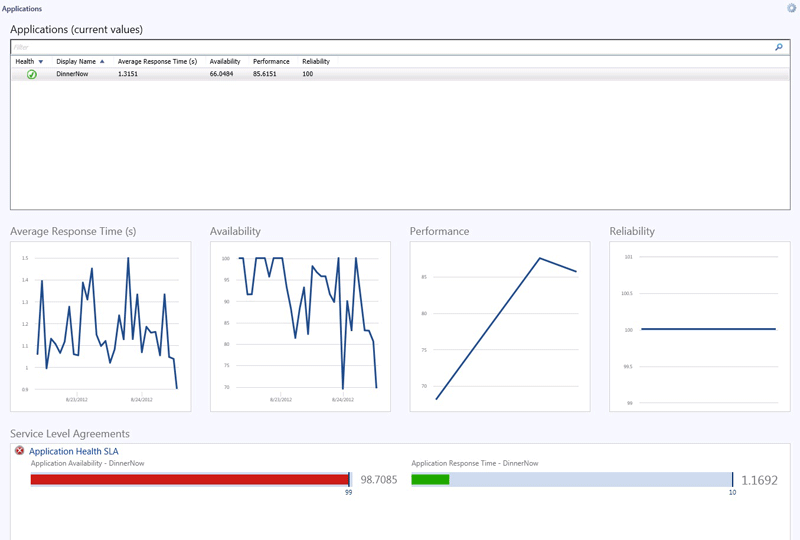 Applications
Applications (current values)
Filter
Health Display Name Average Response Time (s) Availability Performance Reliability
DinnerNow 1.3151 66.0484 85.6151 100
Average Response Time (s) Availability Performance Reliability
1.5
1.4
1.3
1.2
1.1
1
0.9
8/23/2012 8/24/2012
100
95
90
85
80
75
70
8/23/2012 8/24/2012
85
80
75
70
101
100.5
100
99.5
99
Service Level Agreements
Application Health SLA
Application Availability - DinnerNow
98.7085
99
Application Response Time - DinnerNow
1.1692
10